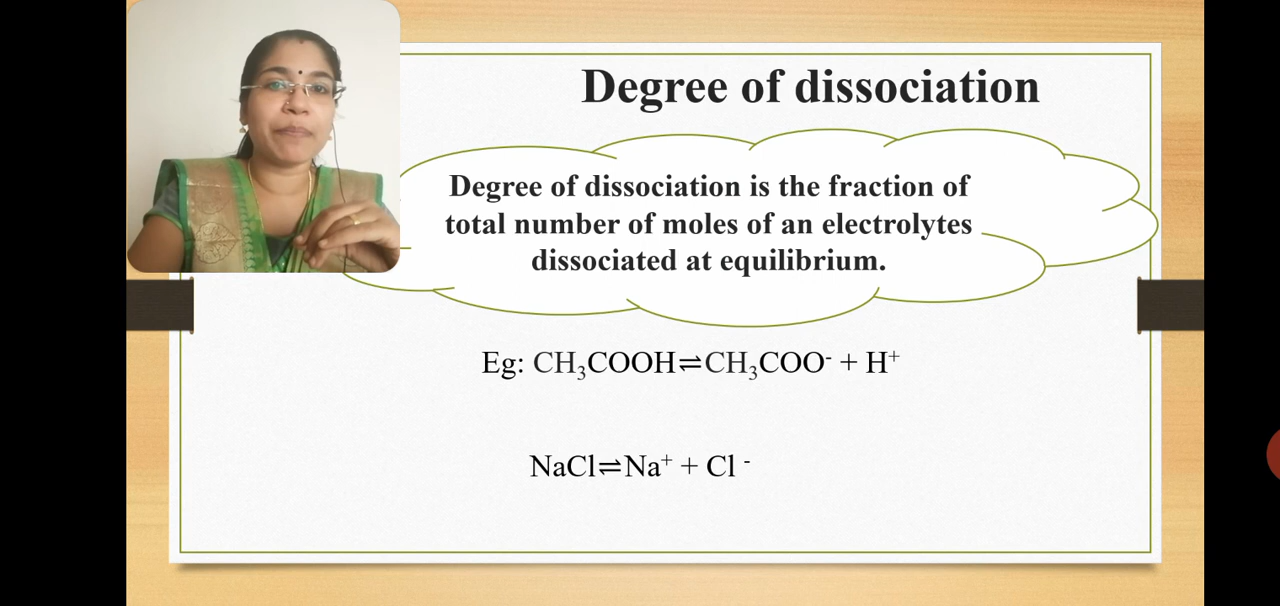 Degree of dissociation
Degree of dissociation is the fraction of
total number of moles of an electrolytes
dissociated at equilibrium.
Eg: CH₃COOH⇌CH₃COO⁻ + H⁺
NaCl⇌Na⁺ + Cl ⁻